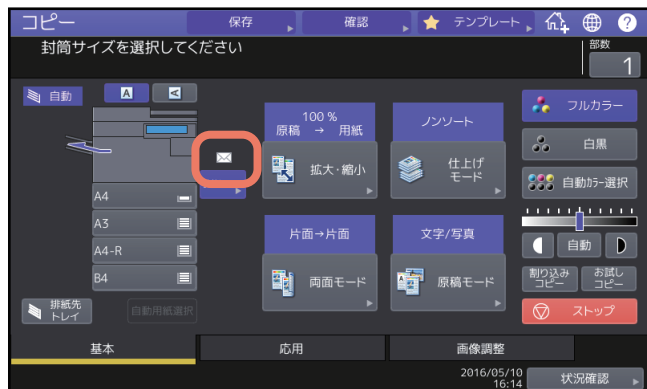 コピー
保存
確認
テンプレート
封筒サイズを選択してください
部数
1
自動
A
A
100 %
原稿 → 用紙
拡大・縮小
ノンソート
仕上げ
モード
フルカラー
白黒
自動ｶﾗｰ選択
A4
A3
A4-R
B4
片面→片面
両面モード
文字/写真
原稿モード
自動
割り込み
コピー
お試し
コピー
排紙先
トレイ
自動用紙選択
ストップ
基本
応用
画像調整
2016/05/10
16:14
状況確認